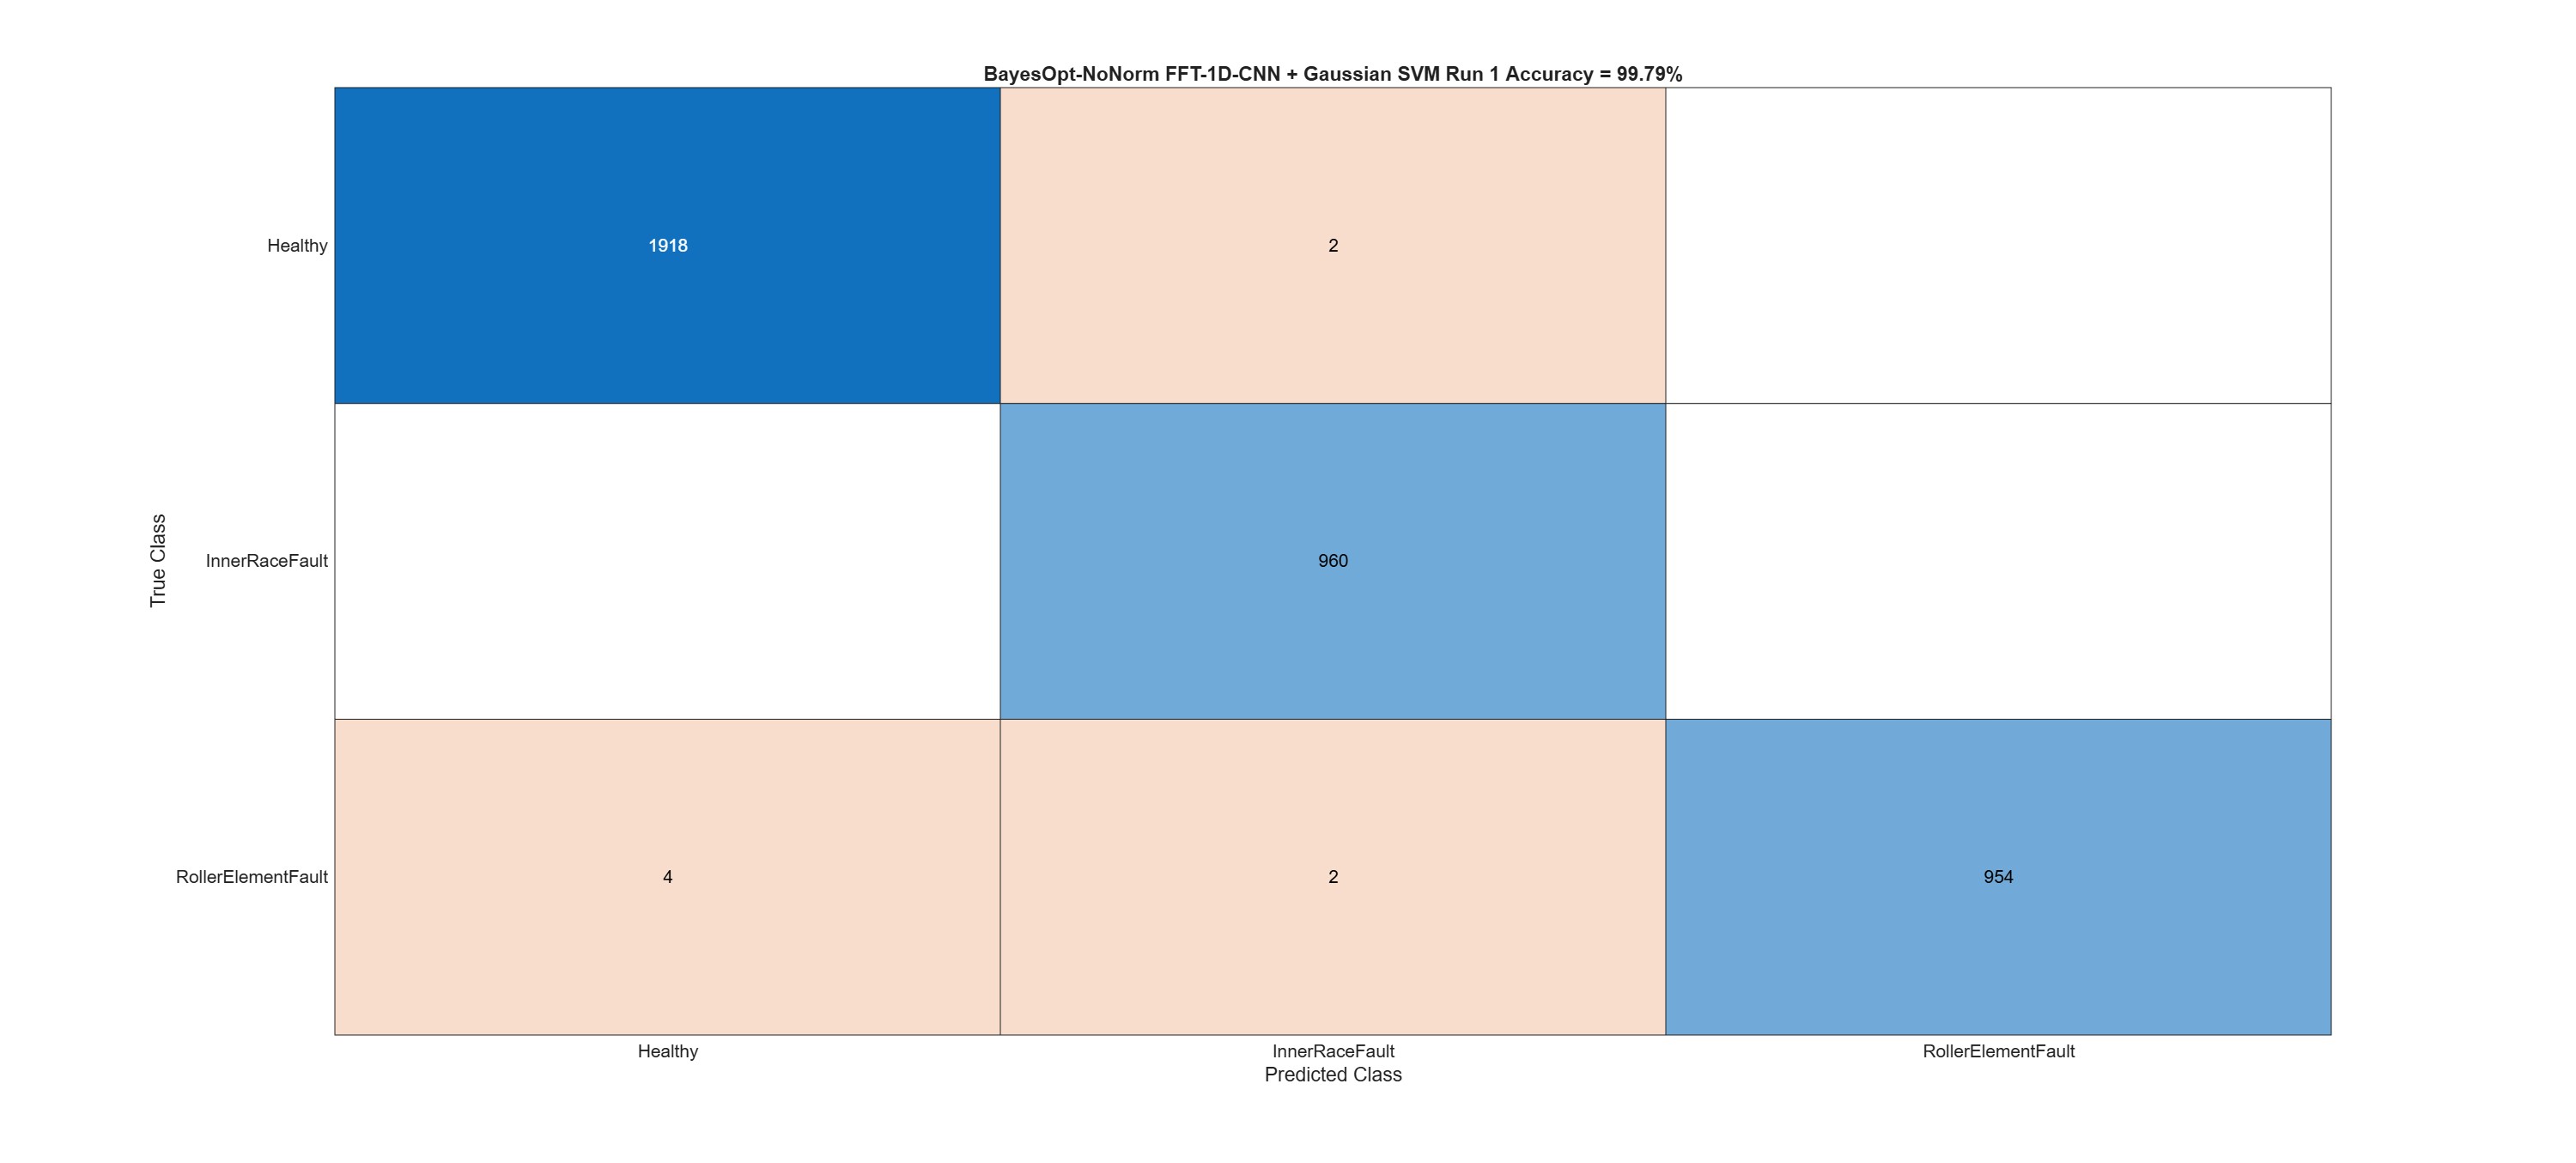 BayesOpt-NoNorm FFT-1D-CNN + Gaussian SVM Run 1 Accuracy = 99.79%
Healthy
1918
2
True Class
InnerRaceFault
960
RollerElementFault
4
2
954
Healthy
InnerRaceFault
RollerElementFault
Predicted Class